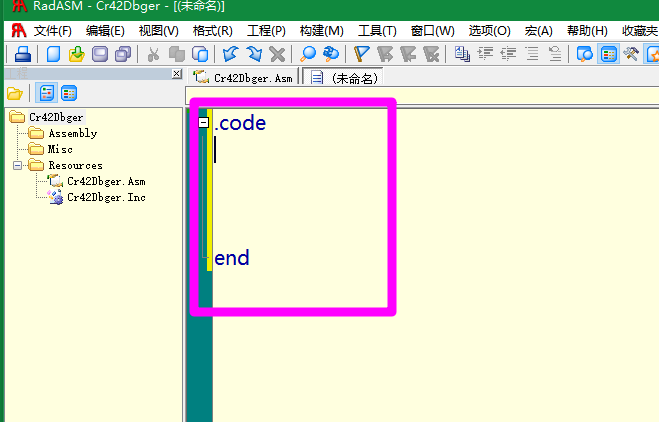 RadASM - Cr42Dbger - [(未命名)]
文件(F) 编辑(E) 视图(V) 格式(R) 工程(P) 构建(M) 工具(T) 窗口(W) 选项(O) 宏(A) 帮助(H) 收藏夹
Cr42Dbger.Asm (未命名)
Cr42Dbger
Assembly
Misc
Resources
Cr42Dbger.Asm
Cr42Dbger.Inc
.code
end